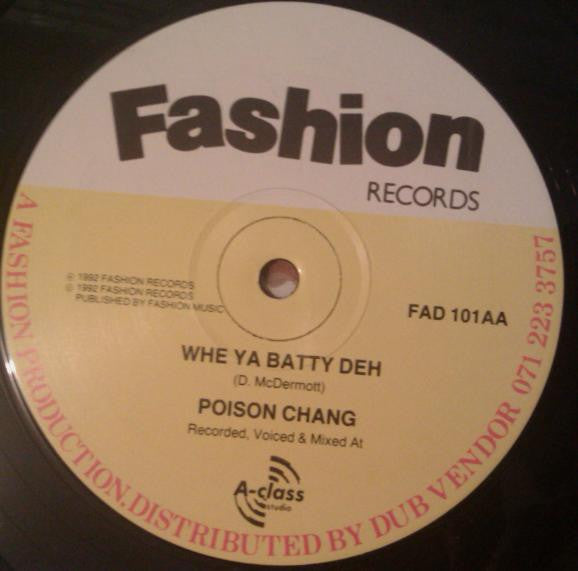 Fashion
RECORDS
℗ 1992 FASHION RECORDS
© 1992 FASHION RECORDS
PUBLISHED BY FASHION MUSIC
FAD 101AA
WHE YA BATTY DEH
(D. McDermott)
POISON CHANG
Recorded, Voiced & Mixed At
A-class
studio
A FASHION PRODUCTION. DISTRIBUTED BY DUB VENDOR 071 223 3757